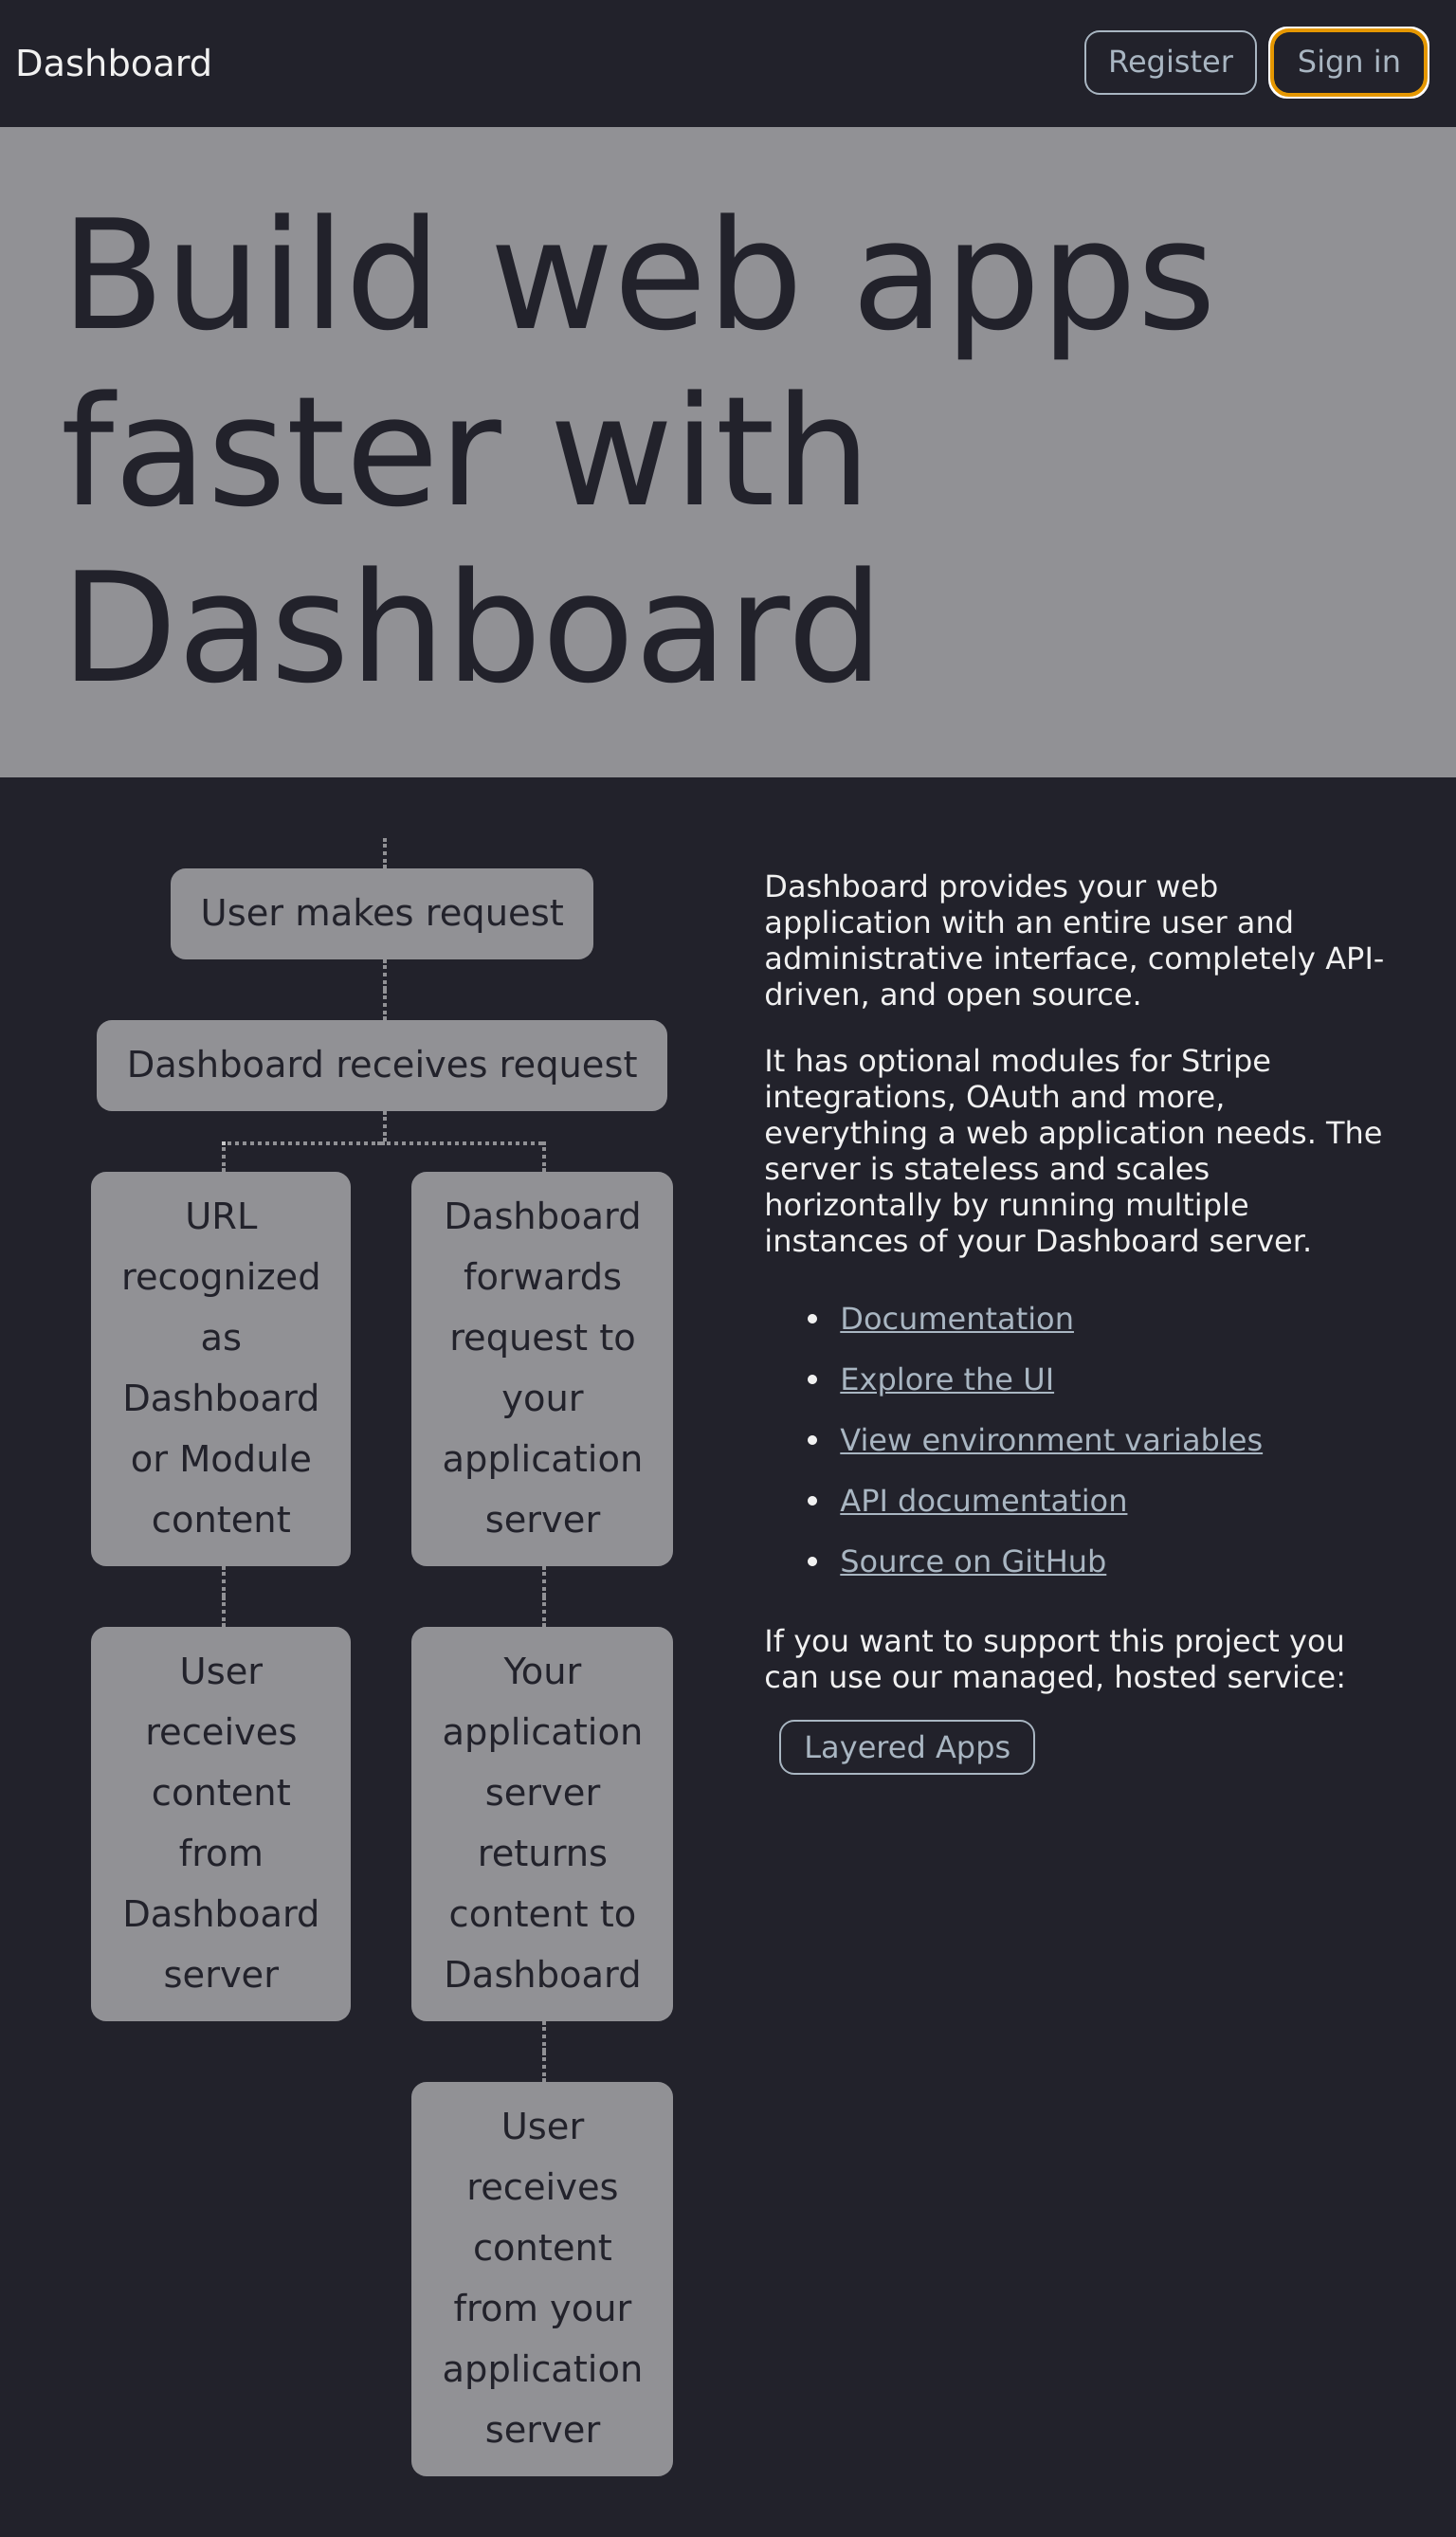 Dashboard
Register
Sign in
Build web apps
faster with
Dashboard
User makes request
Dashboard receives request
URL
recognized
as
Dashboard
or Module
content
User
receives
content
from
Dashboard
server
Dashboard
forwards
request to
your
application
server
Your
application
server
returns
content to
Dashboard
User
receives
content
from your
application
server
Dashboard provides your web
application with an entire user and
administrative interface, completely API-
driven, and open source.
It has optional modules for Stripe
integrations, OAuth and more,
everything a web application needs. The
server is stateless and scales
horizontally by running multiple
instances of your Dashboard server.
Documentation
Explore the UI
View environment variables
API documentation
Source on GitHub
If you want to support this project you
can use our managed, hosted service:
Layered Apps